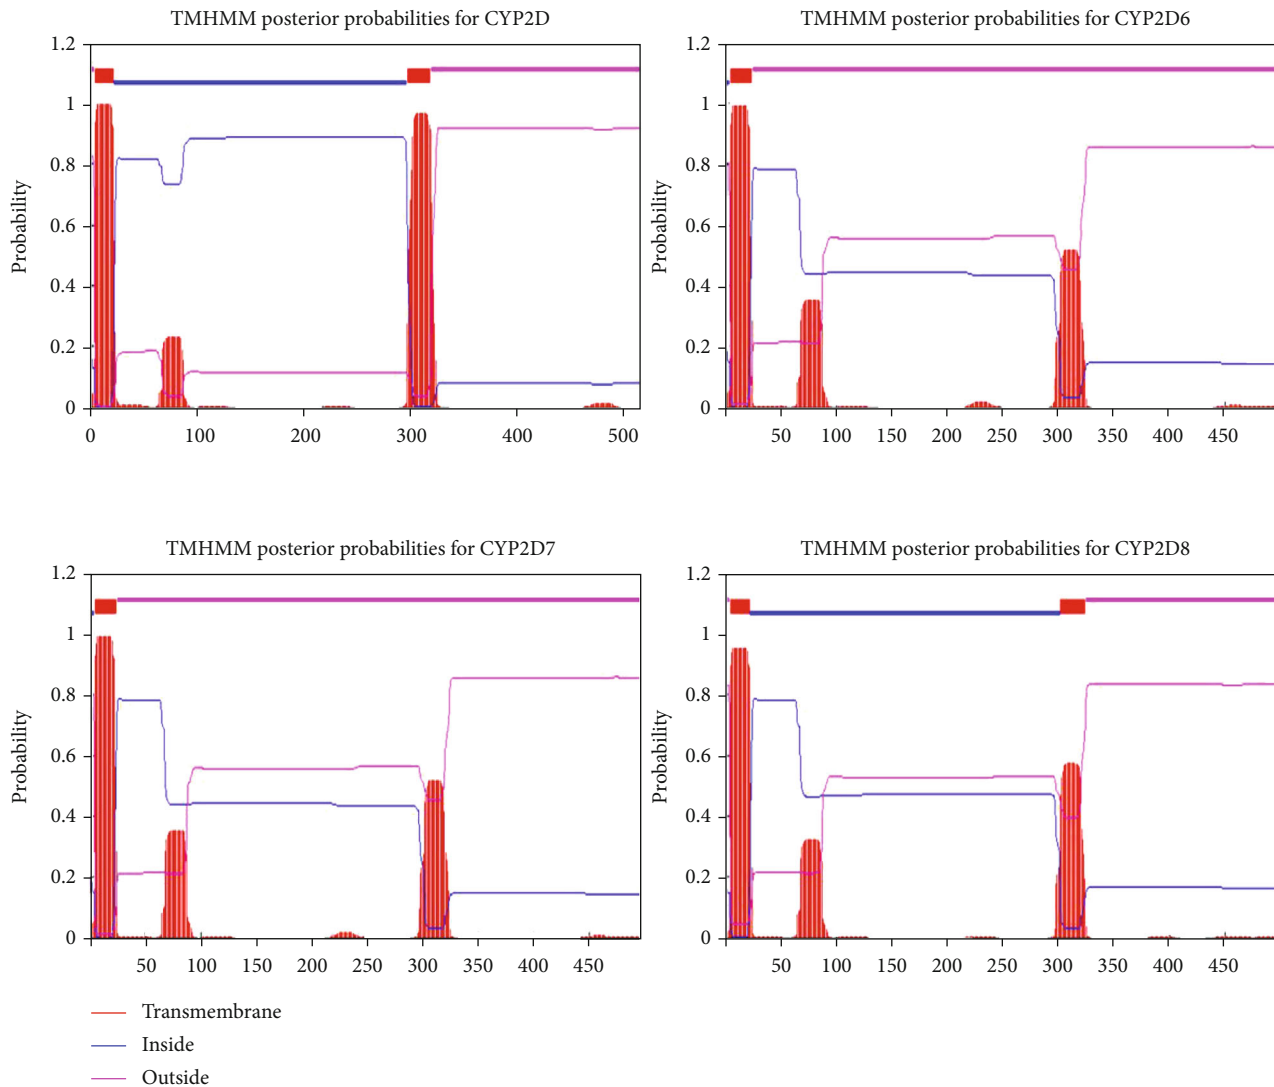 TMHMM posterior probabilities for CYP2D
1.2
1
0.8
0.6
0.4
0.2
0
Probability
0 100 200 300 400 500
TMHMM posterior probabilities for CYP2D6
1.2
1
0.8
0.6
0.4
0.2
0
Probability
50 100 150 200 250 300 350 400 450
TMHMM posterior probabilities for CYP2D7
1.2
1
0.8
0.6
0.4
0.2
0
Probability
50 100 150 200 250 300 350 400 450
TMHMM posterior probabilities for CYP2D8
1.2
1
0.8
0.6
0.4
0.2
0
Probability
50 100 150 200 250 300 350 400 450
Transmembrane
Inside
Outside